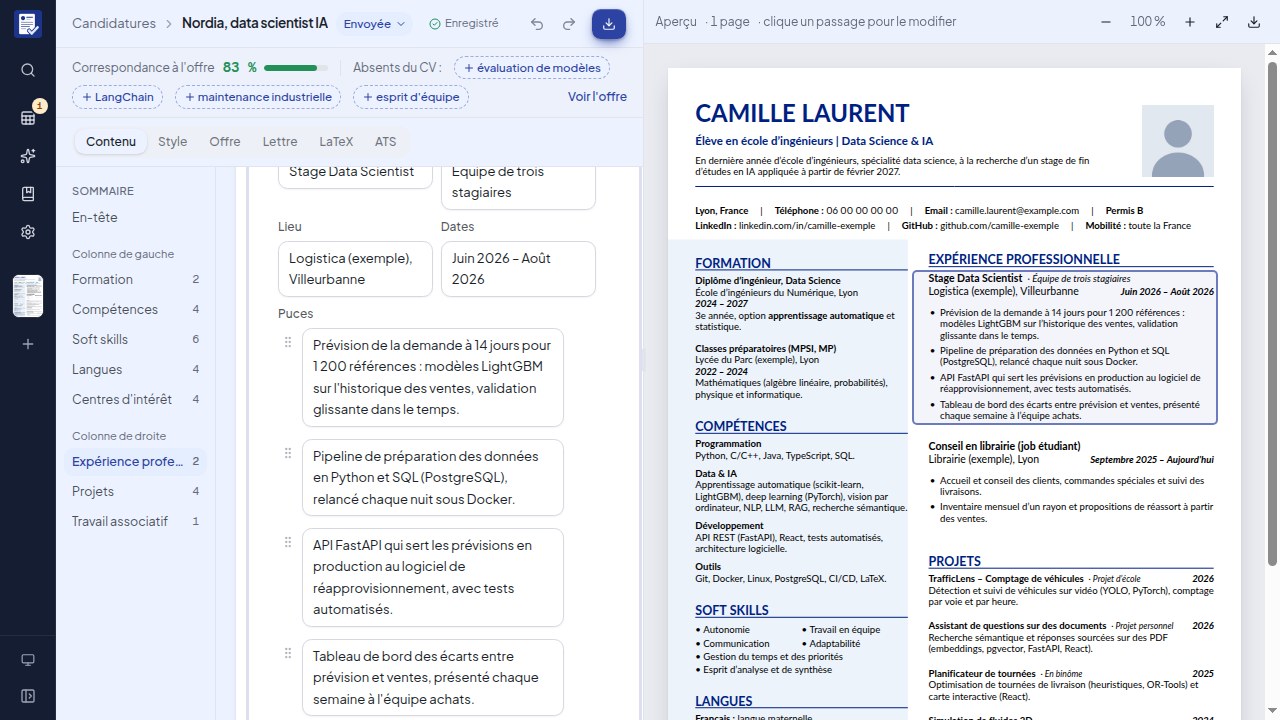 Candidatures > Nordia, data scientist IA Envoyée Enregistré
Correspondance à l'offre 83 % Absents du CV : + évaluation de modèles
+ LangChain + maintenance industrielle + esprit d'équipe Voir l'offre
Contenu Style Offre Lettre LaTeX ATS
1
SOMMAIRE
En-tête
Colonne de gauche
Formation 2
Compétences 4
Soft skills 6
Langues 4
Centres d'intérêt 4
Colonne de droite
Expérience profe... 2
Projets 4
Travail associatif 1
Stage Data Scientist
Équipe de trois
stagiaires
Lieu
Logistica (exemple),
Villeurbanne
Dates
Juin 2026 – Août
2026
Puces
Prévision de la demande à 14 jours pour
1 200 références : modèles LightGBM
sur l'historique des ventes, validation
glissante dans le temps.
Pipeline de préparation des données
en Python et SQL (PostgreSQL),
relancé chaque nuit sous Docker.
API FastAPI qui sert les prévisions en
production au logiciel de
réapprovisionnement, avec tests
automatisés.
Tableau de bord des écarts entre
prévision et ventes, présenté chaque
semaine à l'équipe achats.
Aperçu · 1 page · clique un passage pour le modifier
100 %
CAMILLE LAURENT
Élève en école d'ingénieurs | Data Science & IA
En dernière année d'école d'ingénieurs, spécialité data science, à la recherche d'un stage de fin
d'études en IA appliquée à partir de février 2027.
Lyon, France | Téléphone : 06 00 00 00 00 | Email : camille.laurent@example.com | Permis B
LinkedIn : linkedin.com/in/camille-exemple | GitHub : github.com/camille-exemple | Mobilité : toute la France
FORMATION
Diplôme d'ingénieur, Data Science
École d'ingénieurs du Numérique, Lyon
2024 – 2027
3e année, option apprentissage automatique et
statistique.
Classes préparatoires (MPSI, MP)
Lycée du Parc (exemple), Lyon
2022 – 2024
Mathématiques (algèbre linéaire, probabilités),
physique et informatique.
COMPÉTENCES
Programmation
Python, C/C++, Java, TypeScript, SQL.
Data & IA
Apprentissage automatique (scikit-learn,
LightGBM), deep learning (PyTorch), vision par
ordinateur, NLP, LLM, RAG, recherche sémantique.
Développement
API REST (FastAPI), React, tests automatisés,
architecture logicielle.
Outils
Git, Docker, Linux, PostgreSQL, CI/CD, LaTeX.
SOFT SKILLS
• Autonomie • Travail en équipe
• Communication • Adaptabilité
• Gestion du temps et des priorités
• Esprit d'analyse et de synthèse
LANGUES
Français : langue maternelle
EXPÉRIENCE PROFESSIONNELLE
Stage Data Scientist · Équipe de trois stagiaires
Logistica (exemple), Villeurbanne Juin 2026 – Août 2026
• Prévision de la demande à 14 jours pour 1 200 références :
modèles LightGBM sur l'historique des ventes, validation
glissante dans le temps.
• Pipeline de préparation des données en Python et SQL
(PostgreSQL), relancé chaque nuit sous Docker.
• API FastAPI qui sert les prévisions en production au logiciel de
réapprovisionnement, avec tests automatisés.
• Tableau de bord des écarts entre prévision et ventes, présenté
chaque semaine à l'équipe achats.
Conseil en librairie (job étudiant)
Librairie (exemple), Lyon Septembre 2025 – Aujourd'hui
• Accueil et conseil des clients, commandes spéciales et suivi des
livraisons.
• Inventaire mensuel d'un rayon et propositions de réassort à partir
des ventes.
PROJETS
TrafficLens – Comptage de véhicules · Projet d'école 2026
Détection et suivi de véhicules sur vidéo (YOLO, PyTorch), comptage
par voie et par heure.
Assistant de questions sur des documents · Projet personnel 2026
Recherche sémantique et réponses sourcées sur des PDF
(embeddings, pgvector, FastAPI, React).
Planificateur de tournées · En binôme 2025
Optimisation de tournées de livraison (heuristiques, OR-Tools) et
carte interactive (React).